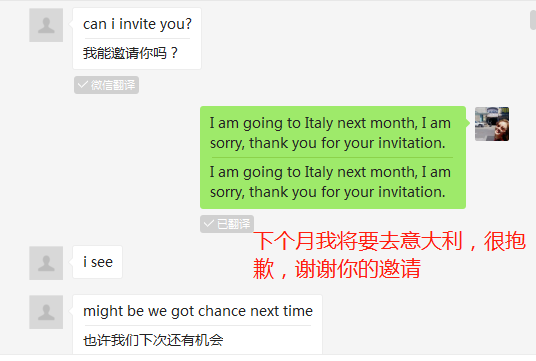 can i invite you?
我能邀请你吗？
微信翻译
I am going to Italy next month, I am
sorry, thank you for your invitation.
I am going to Italy next month, I am
sorry, thank you for your invitation.
已翻译
下个月我将要去意大利，很抱
歉，谢谢你的邀请
i see
might be we got chance next time
也许我们下次还有机会